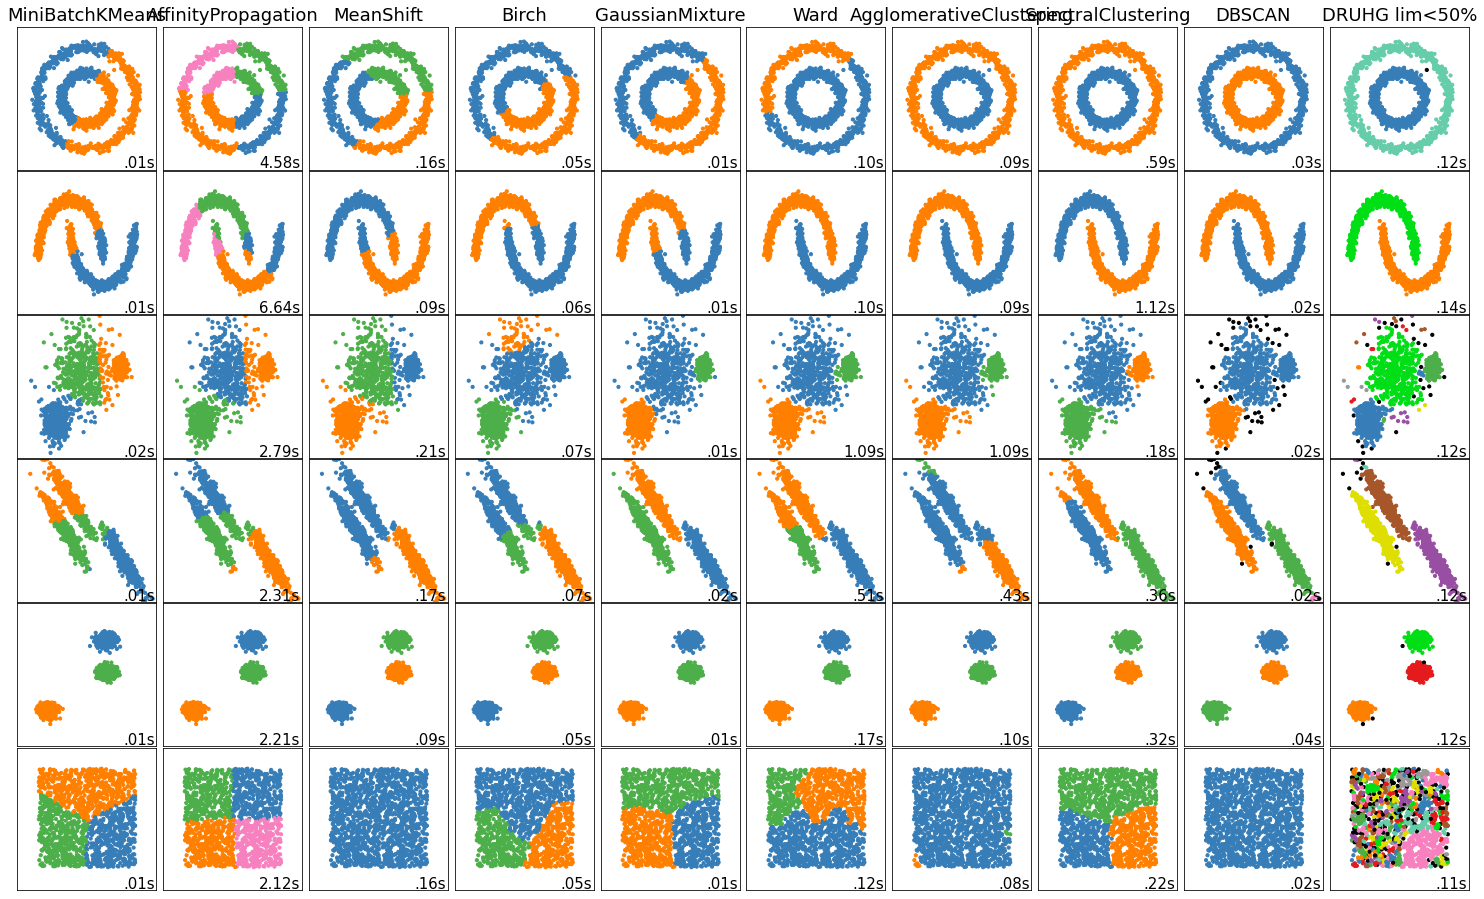 MiniBatchKMeans AffinityPropagation MeanShift Birch GaussianMixture Ward AgglomerativeClustering SpectralClustering DBSCAN DRUHG lim<50%
.01s 4.58s .16s .05s .01s .10s .09s .59s .03s .12s
.01s 6.64s .09s .06s .01s .10s .09s 1.12s .02s .14s
.02s 2.79s .21s .07s .01s 1.09s 1.09s .18s .02s .12s
.01s 2.31s .17s .07s .02s .51s .43s .36s .02s .12s
.01s 2.21s .09s .05s .01s .17s .10s .32s .04s .12s
.01s 2.12s .16s .05s .01s .12s .08s .22s .02s .11s